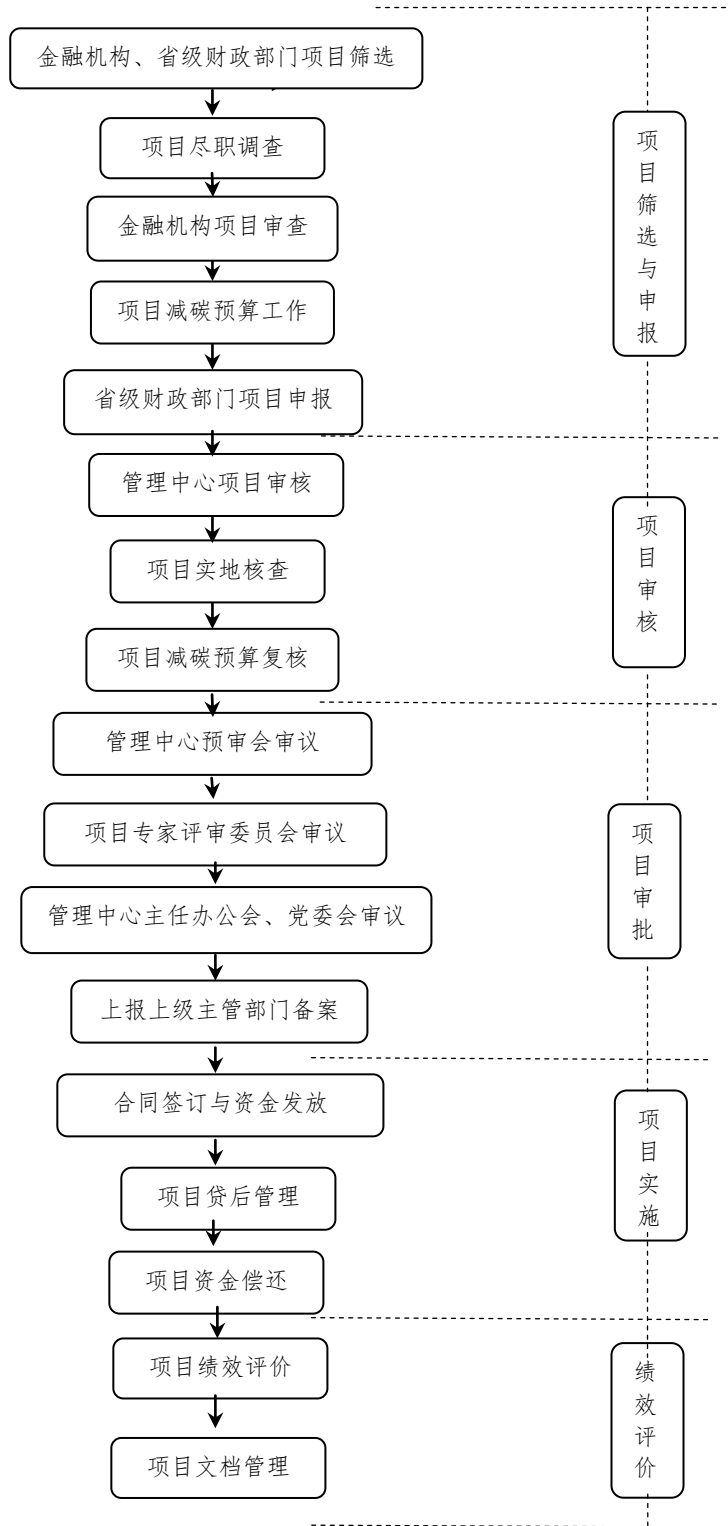 金融机构、省级财政部门项目筛选
项目尽职调查
金融机构项目审查
项目减碳预算工作
省级财政部门项目申报
项目筛选与申报
管理中心项目审核
项目实地核查
项目减碳预算复核
项目审核
管理中心预审会审议
项目专家评审委员会审议
管理中心主任办公会、党委会审议
上报上级主管部门备案
项目审批
合同签订与资金发放
项目贷后管理
项目资金偿还
项目实施
项目绩效评价
项目文档管理
绩效评价